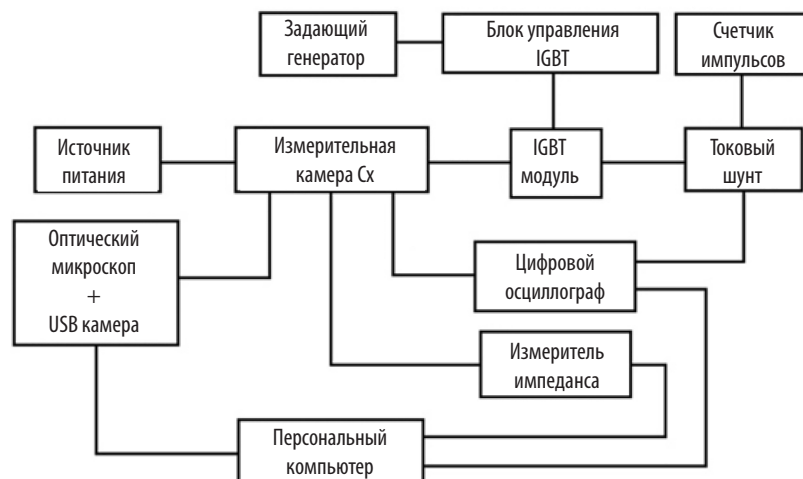 Задающий
генератор
Блок управления
IGBT
Счетчик
импульсов
Источник
питания
Измерительная
камера Сх
IGBT
модуль
Токовый
шунт
Оптический
микроскоп
+
USB камера
Цифровой
осциллограф
Измеритель
импеданса
Персональный
компьютер